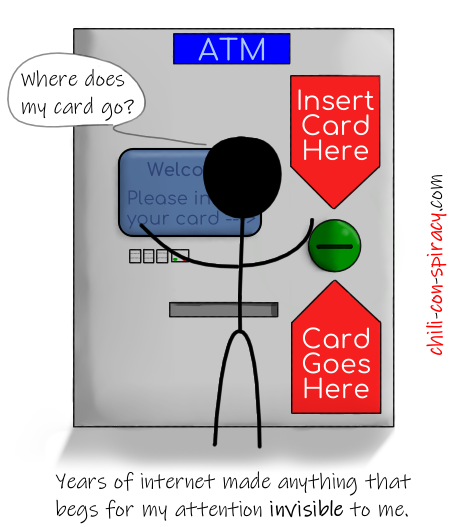 ATM
Where does
my card go?
Insert
Card
Here
Welco
Please in
your card --
Card
Goes
Here
chili-con-spiracy.com
Years of internet made anything that
begs for my attention invisible to me.